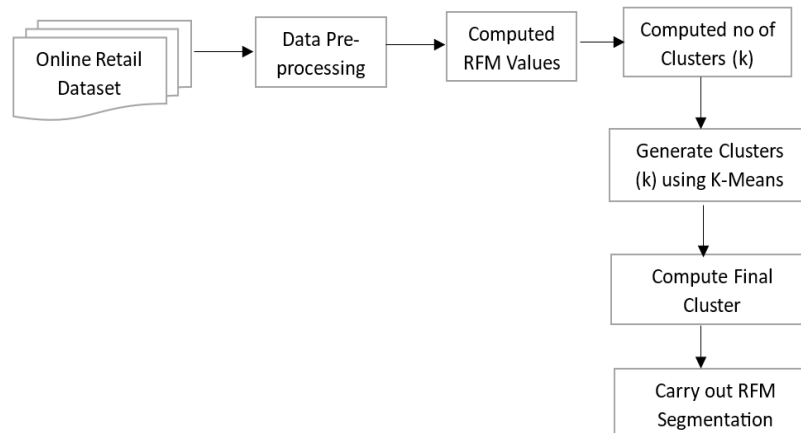 Online Retail
Dataset
Data Pre-
processing
Computed
RFM Values
Computed no of
Clusters (k)
Generate Clusters
(k) using K-Means
Compute Final
Cluster
Carry out RFM
Segmentation